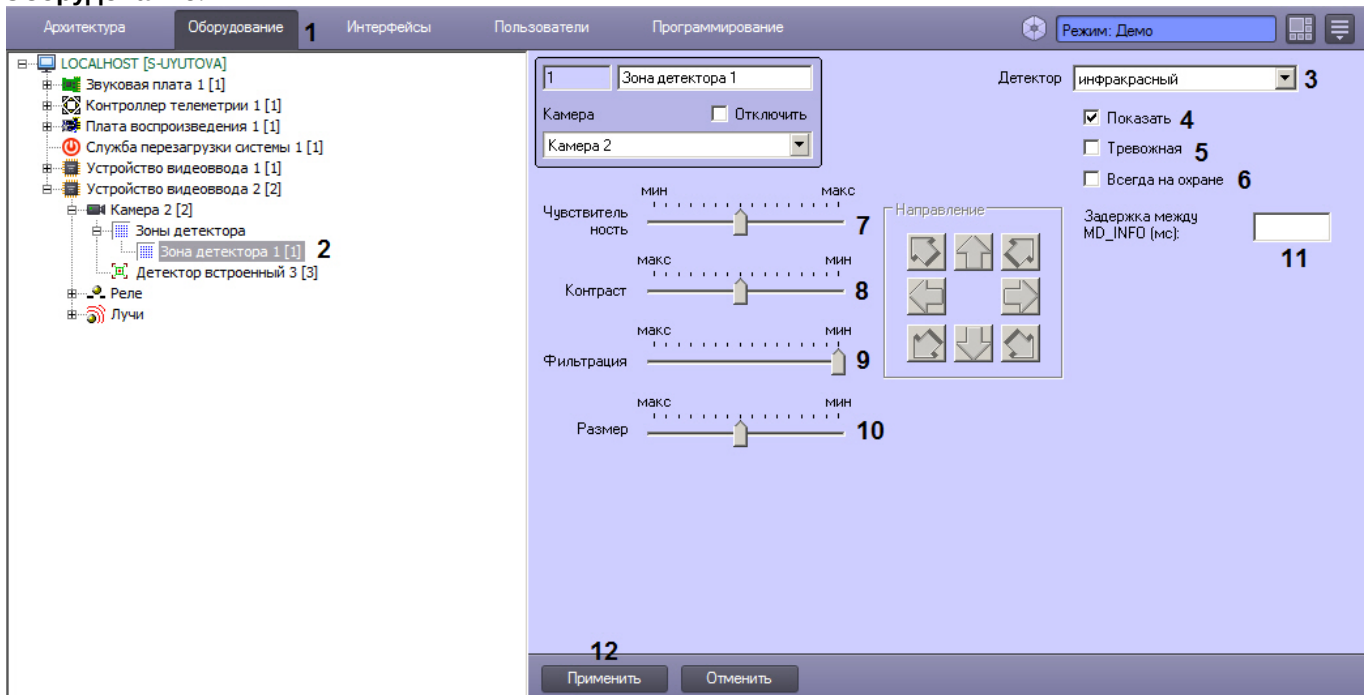 Оборудование.
Архитектура Оборудование 1 Интерфейсы Пользователи Программирование Режим: Демо
LOCALHOST [S-UYUTOVA]
Звуковая плата 1 [1]
Контроллер телеметрии 1 [1]
Плата воспроизведения 1 [1]
Служба перезагрузки системы 1 [1]
Устройство видеоввода 1 [1]
Устройство видеоввода 2 [2]
Камера 2 [2]
Зоны детектора
Зона детектора 1 [1] 2
Детектор встроенный 3 [3]
Реле
Лучи
1 Зона детектора 1
Камера Отключить
Камера 2
Детектор инфракрасный 3
Показать 4
Тревожная 5
Всегда на охране 6
Задержка между
MD_INFO (мс):
11
мин макс
Чувствитель
ность 7
макс мин
Контраст 8
макс мин
Фильтрация 9
макс мин
Размер 10
Направление
12
Применить Отменить